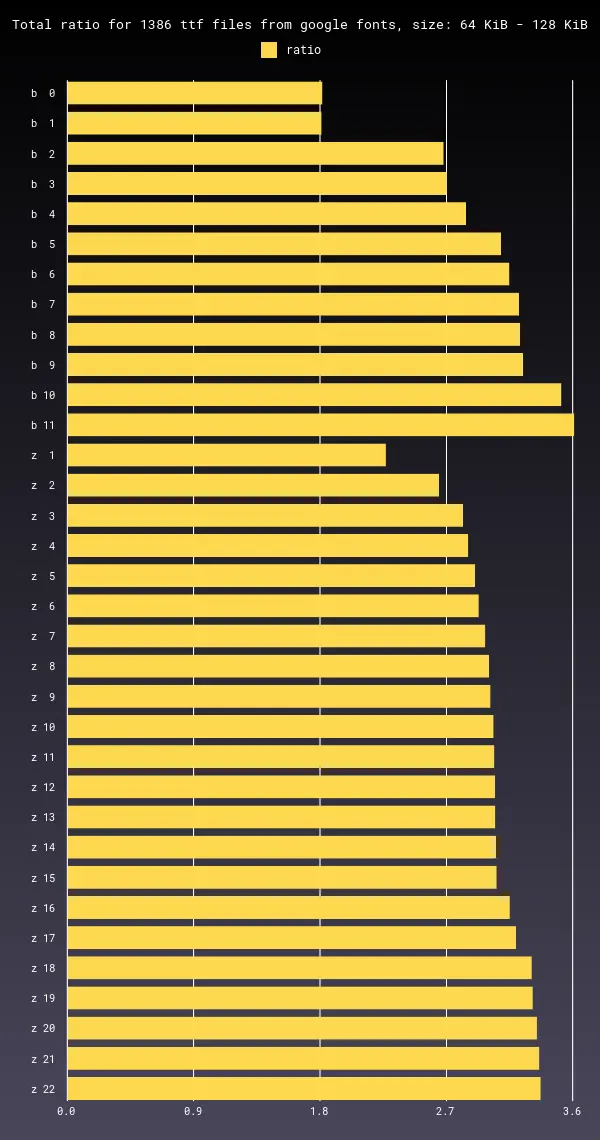 Total ratio for 1386 ttf files from google fonts, size: 64 KiB - 128 KiB
ratio
b 0
b 1
b 2
b 3
b 4
b 5
b 6
b 7
b 8
b 9
b 10
b 11
z 1
z 2
z 3
z 4
z 5
z 6
z 7
z 8
z 9
z 10
z 11
z 12
z 13
z 14
z 15
z 16
z 17
z 18
z 19
z 20
z 21
z 22
0.0 0.9 1.8 2.7 3.6